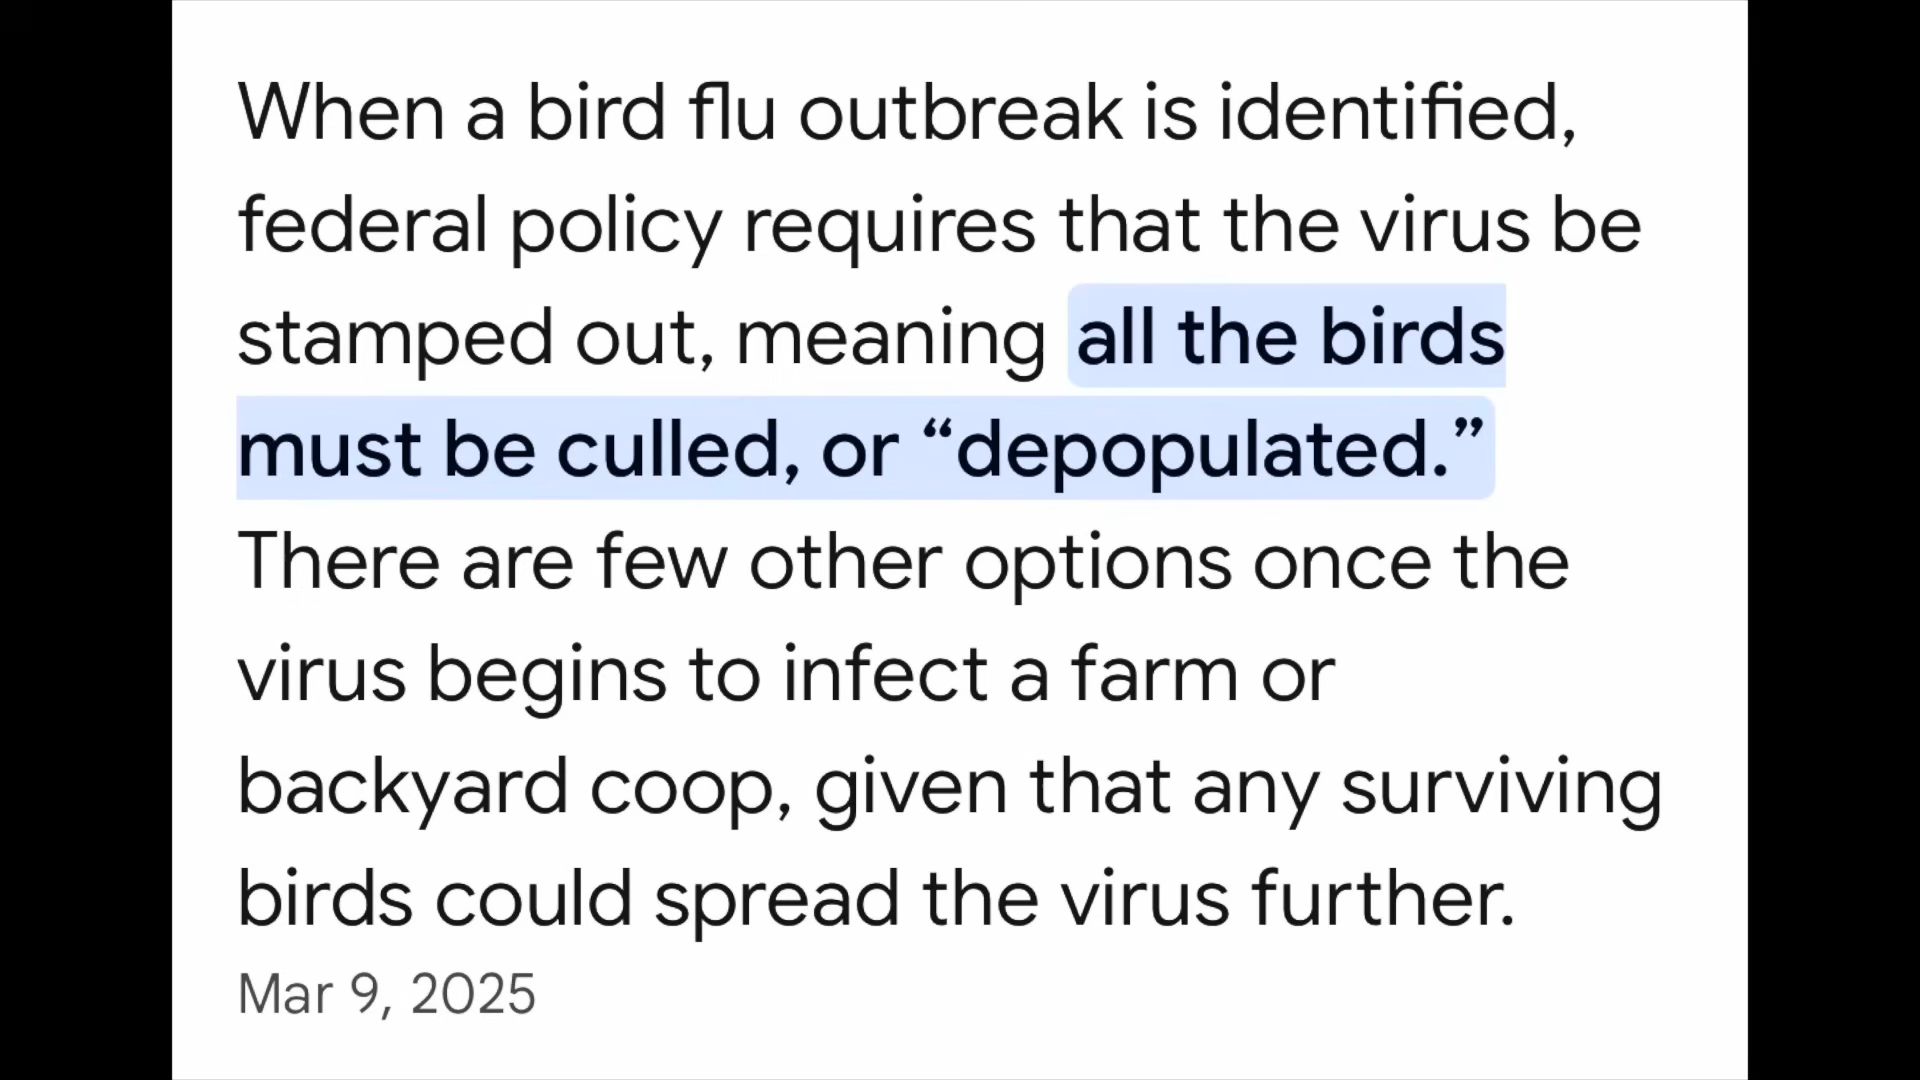 When a bird flu outbreak is identified,
federal policy requires that the virus be
stamped out, meaning all the birds
must be culled, or “depopulated.”
There are few other options once the
virus begins to infect a farm or
backyard coop, given that any surviving
birds could spread the virus further.
Mar 9, 2025